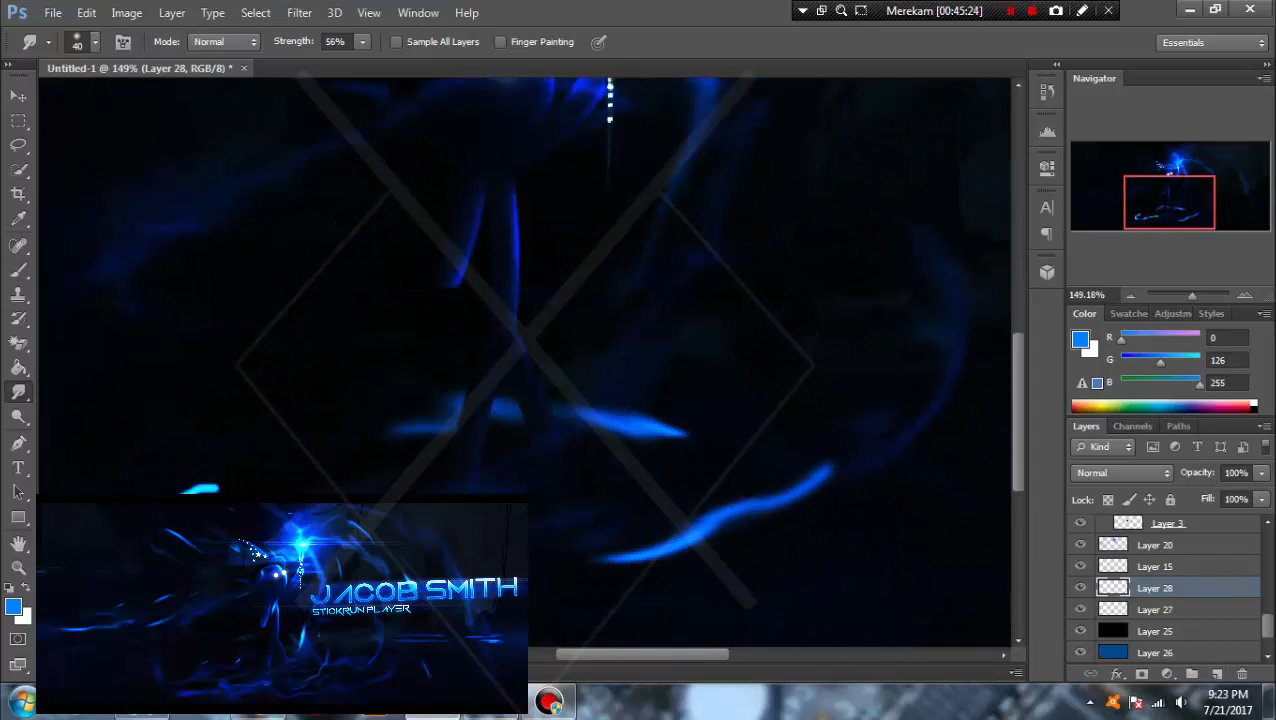 Ps File Edit Image Layer Type Select Filter 3D View Window Help
Merekam [00:45:24]
40 Mode: Normal Strength: 56% Sample All Layers Finger Painting Essentials
Untitled-1 @ 149% (Layer 28, RGB/8) *
Navigator
149.18%
Color Swatche Adjustm Styles
R 0
G 126
B 255
Layers Channels Paths
Kind
Normal Opacity: 100%
Lock: Fill: 100%
Layer 3
Layer 20
Layer 15
Layer 28
Layer 27
Layer 25
Layer 26
JACOB SMITH
STICKRUN PLAYER
9:23 PM
7/21/2017